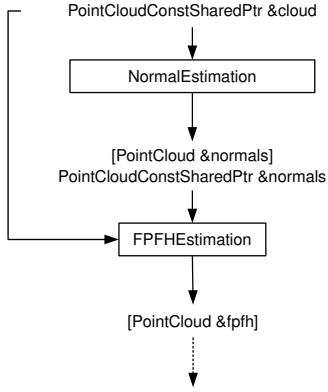 PointCloudConstSharedPtr &cloud
NormalEstimation
[PointCloud &normals]
PointCloudConstSharedPtr &normals
FPFHEstimation
[PointCloud &fpfh]